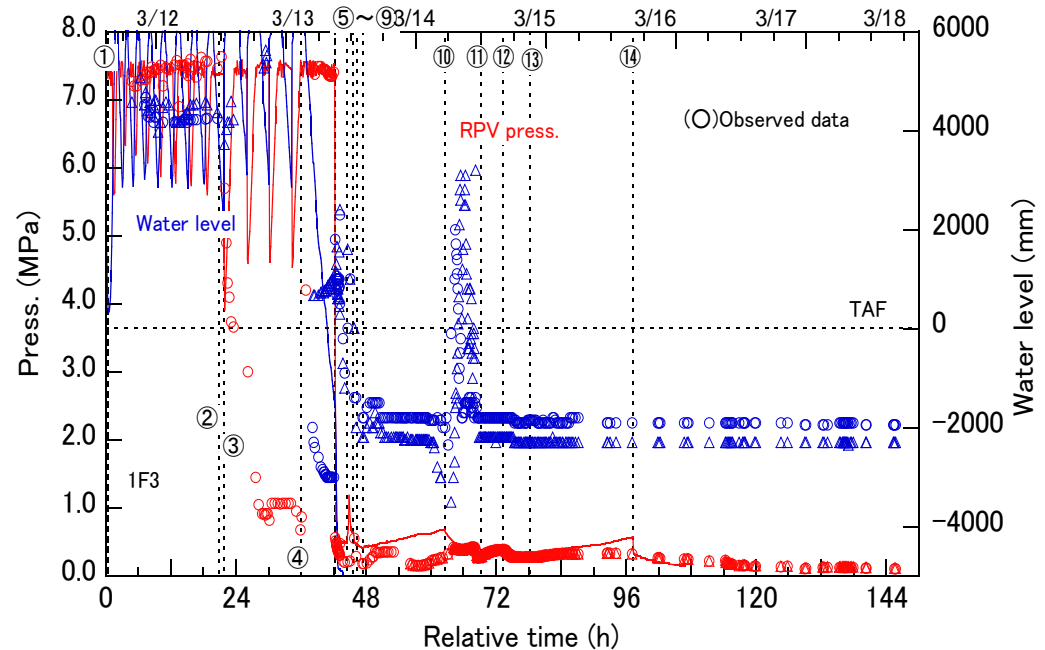 3/12 3/13 ⑤～⑨ 3/14 3/15 3/16 3/17 3/18
8.0 6000
① ⑩ ⑪ ⑫ ⑬ ⑭
7.0
(○)Observed data
4000
RPV press.
6.0
Water level
2000
5.0
4.0
TAF
0
3.0
②
③
2.0 -2000
1F3
1.0
-4000
④
0.0
0 24 48 72 96 120 144
Relative time (h)
Press. (MPa)
Water level (mm)